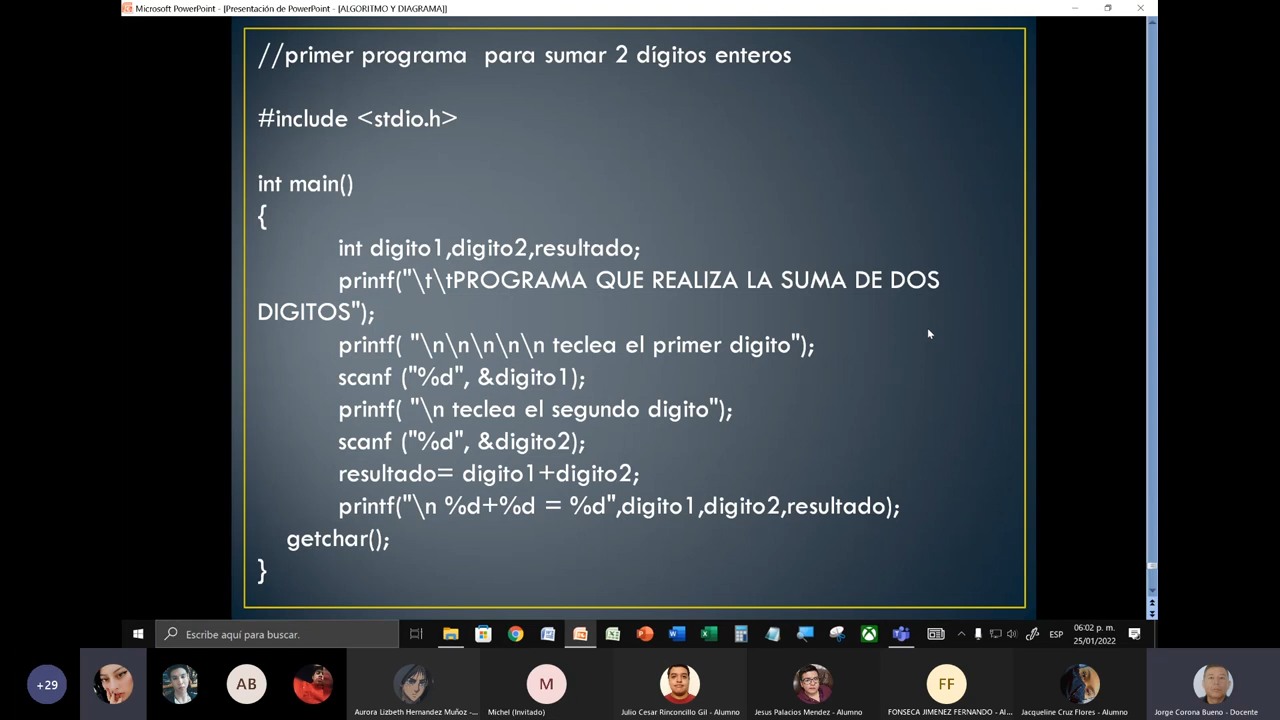 Microsoft PowerPoint - [Presentación de PowerPoint - [ALGORITMO Y DIAGRAMA]]
//primer programa  para sumar 2 dígitos enteros
#include <stdio.h>
int main()
{
int digito1,digito2,resultado;
printf("\t\tPROGRAMA QUE REALIZA LA SUMA DE DOS
DIGITOS");
printf( "\n\n\n\n\n teclea el primer digito");
scanf ("%d", &digito1);
printf( "\n teclea el segundo digito");
scanf ("%d", &digito2);
resultado= digito1+digito2;
printf("\n %d+%d = %d",digito1,digito2,resultado);
getchar();
}
Escribe aquí para buscar.
ESP
06:02 p. m.
25/01/2022
+29
AB
M
FF
Aurora Lizbeth Hernandez Muñoz -...
Michel (Invitado)
Julio Cesar Rinconcillo Gil - Alumno
Jesus Palacios Mendez - Alumno
FONSECA JIMENEZ FERNANDO - Al...
Jacqueline Cruz Flores - Alumno
Jorge Corona Bueno - Docente